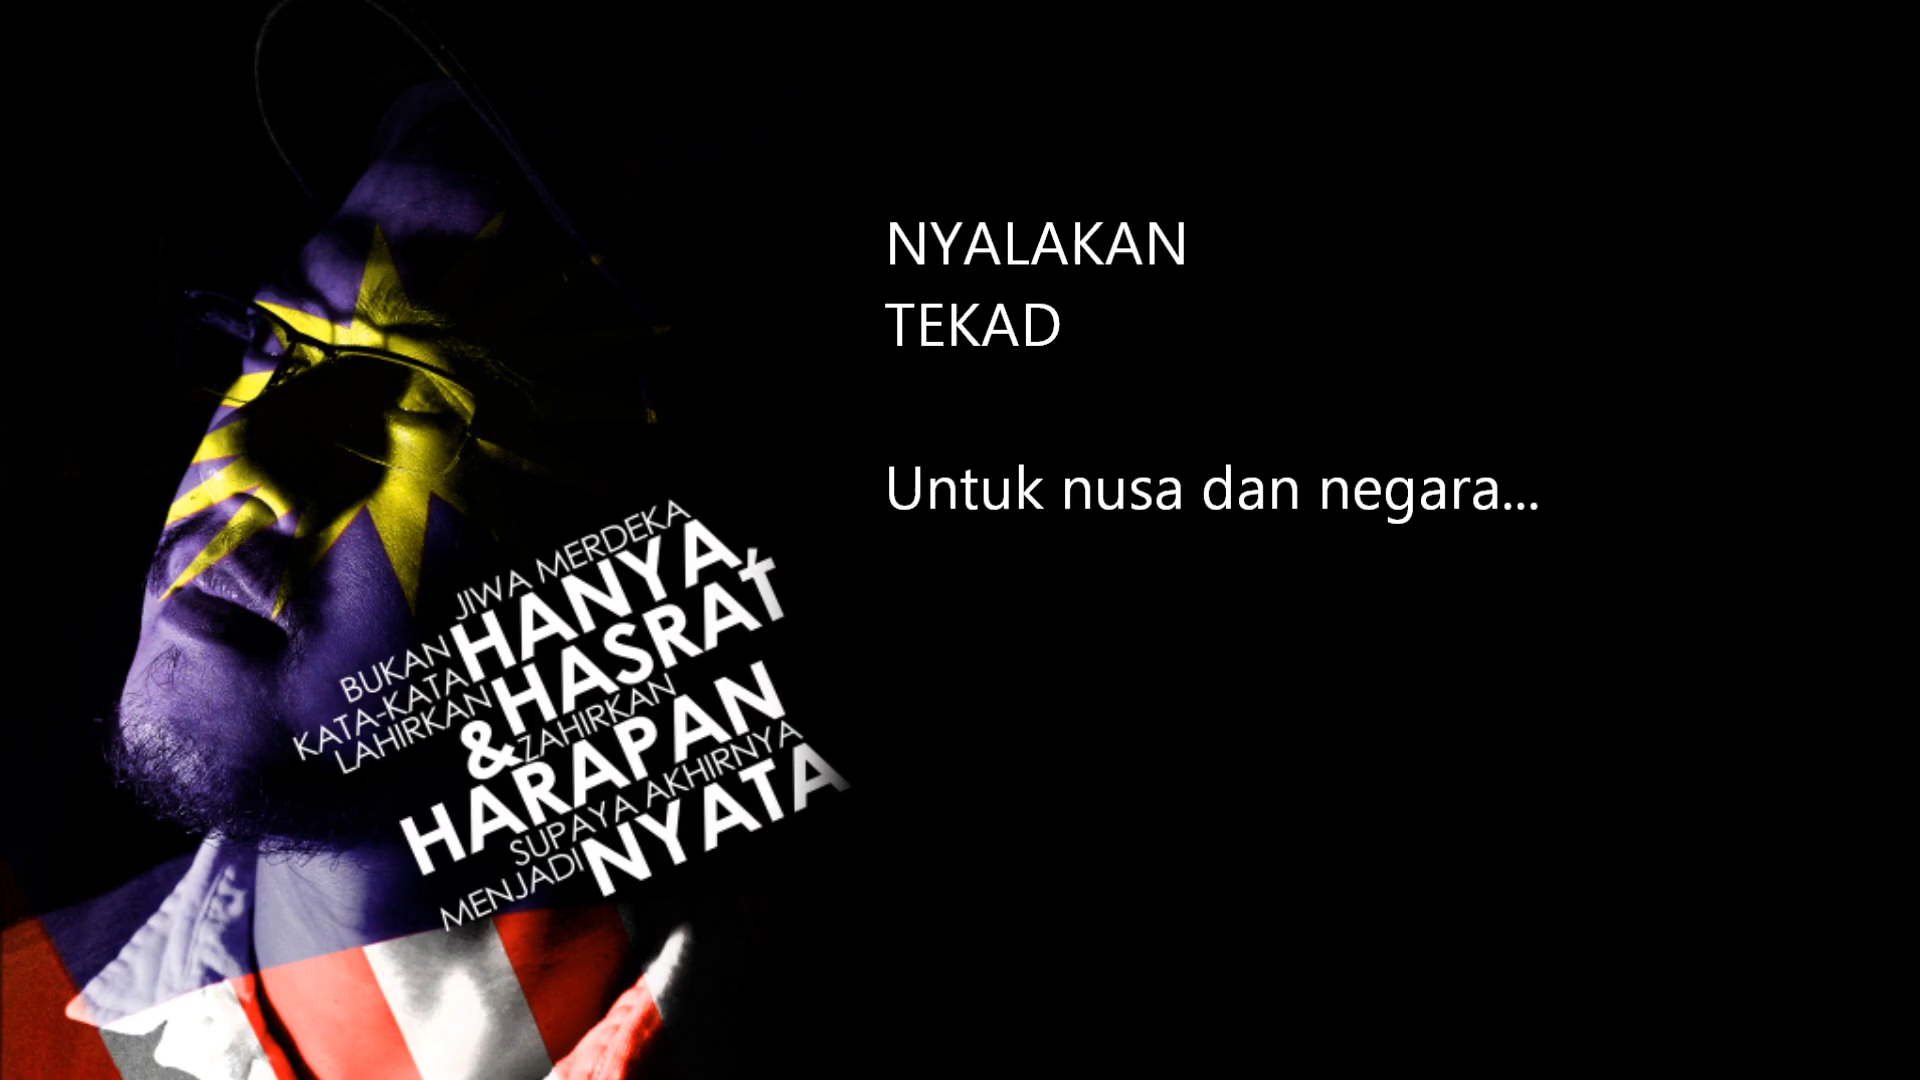 NYALAKAN
TEKAD
Untuk nusa dan negara...
JIWA MERDEKA
BUKAN HANYA
KATA-KATA
LAHIRKAN HASRAT
& ZAHIRKAN
HARAPAN
SUPAYA AKHIRNYA
MENJADI NYATA